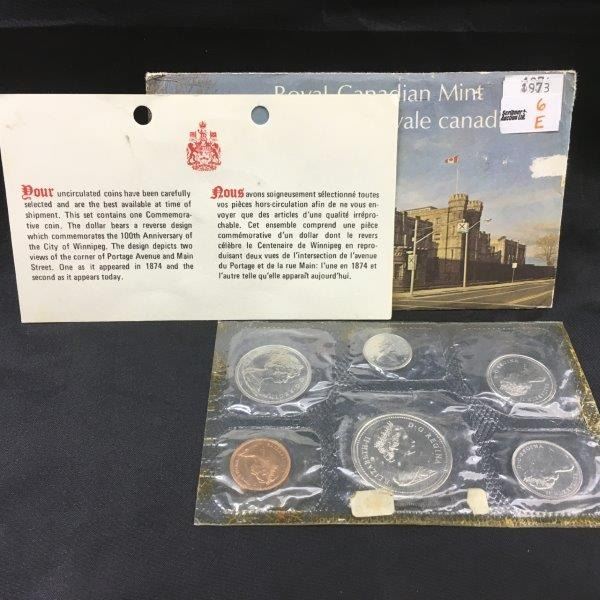 Royal Canadian Mint
yale canad
1973
6
E
Your uncirculated coins have been carefully
selected and are the best available at time of
shipment. This set contains one Commemora-
tive coin. The dollar bears a reverse design
which commemorates the 100th Anniversary of
the City of Winnipeg. The design depicts two
views of the corner of Portage Avenue and Main
Street. One as it appeared in 1874 and the
second as it appears today.
Nous avons soigneusement sélectionné toutes
vos pièces hors-circulation afin de ne vous en-
voyer que des articles d'une qualité irrépro-
chable. Cet ensemble comprend une pièce
commémorative d'un dollar dont le revers
célèbre le Centenaire de Winnipeg en repro-
duisant deux vues de l'intersection de l'avenue
du Portage et de la rue Main: l'une en 1874 et
l'autre telle qu'elle apparaît aujourd'hui.
ELIZABETH II D·G·REGINA